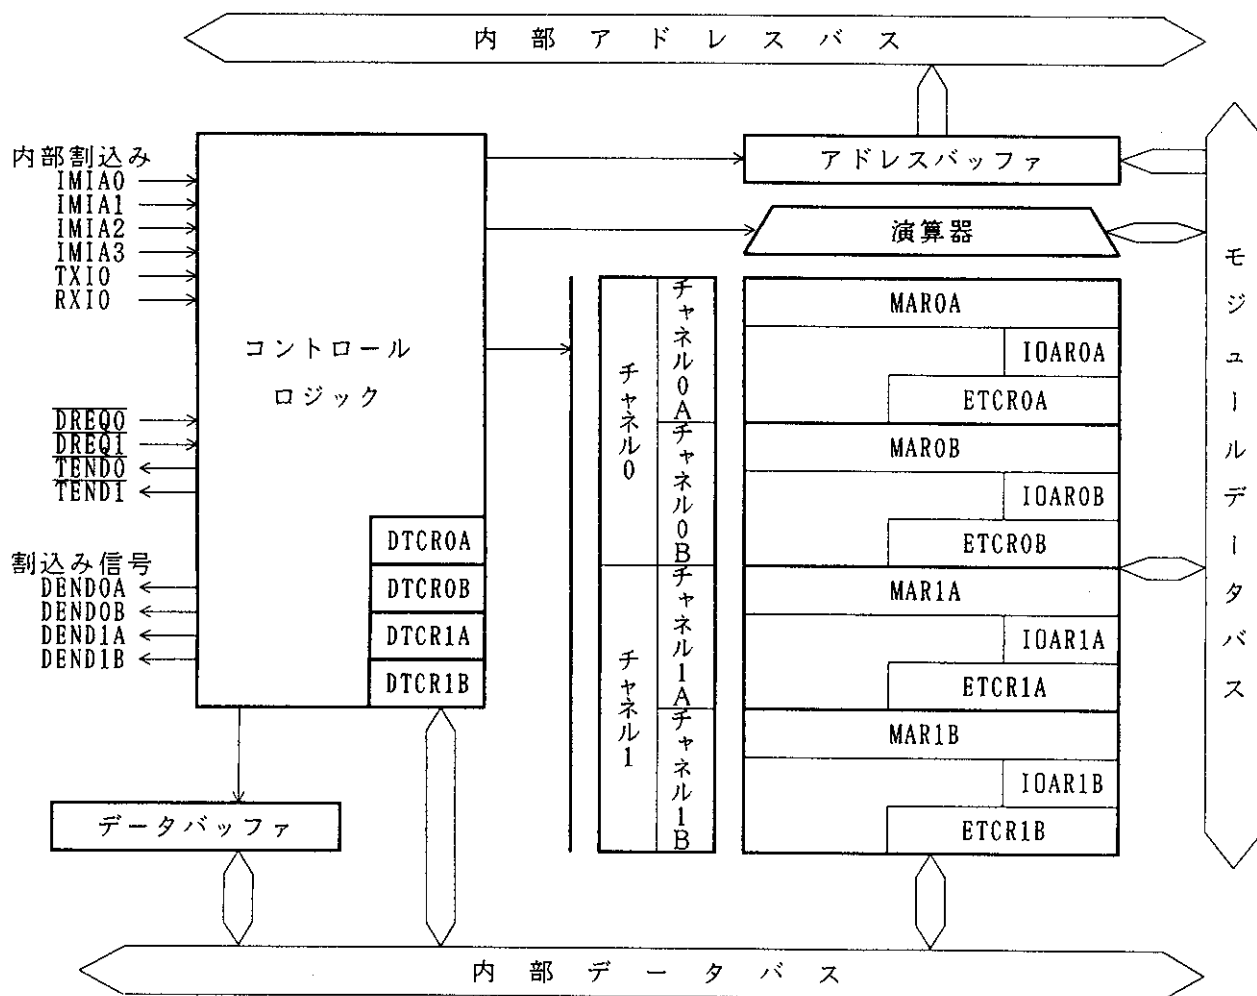 内部アドレスバス
内部割込み
IMIA0
IMIA1
IMIA2
IMIA3
TXI0
RXI0
DREQ0
DREQ1
TEND0
TEND1
割込み信号
DEND0A
DEND0B
DEND1A
DEND1B
コントロール
ロジック
DTCR0A
DTCR0B
DTCR1A
DTCR1B
データバッファ
アドレスバッファ
演算器
チャネル0
チャネル1
チャネル0A
チャネル0B
チャネル1A
チャネル1B
MAR0A
IOAR0A
ETCR0A
MAR0B
IOAR0B
ETCR0B
MAR1A
IOAR1A
ETCR1A
MAR1B
IOAR1B
ETCR1B
モジュールデータバス
内部データバス